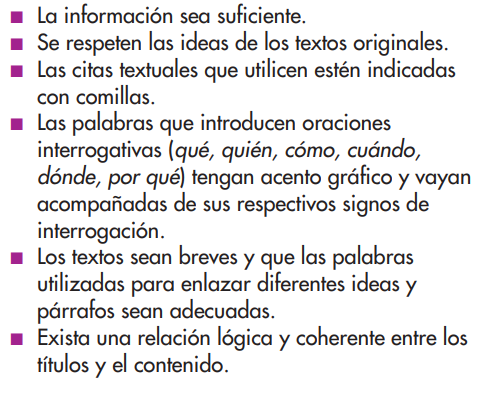 ■ La información sea suficiente.
■ Se respeten las ideas de los textos originales.
■ Las citas textuales que utilicen estén indicadas
con comillas.
■ Las palabras que introducen oraciones
interrogativas (qué, quién, cómo, cuándo,
dónde, por qué) tengan acento gráfico y vayan
acompañadas de sus respectivos signos de
interrogación.
■ Los textos sean breves y que las palabras
utilizadas para enlazar diferentes ideas y
párrafos sean adecuadas.
■ Exista una relación lógica y coherente entre los
títulos y el contenido.